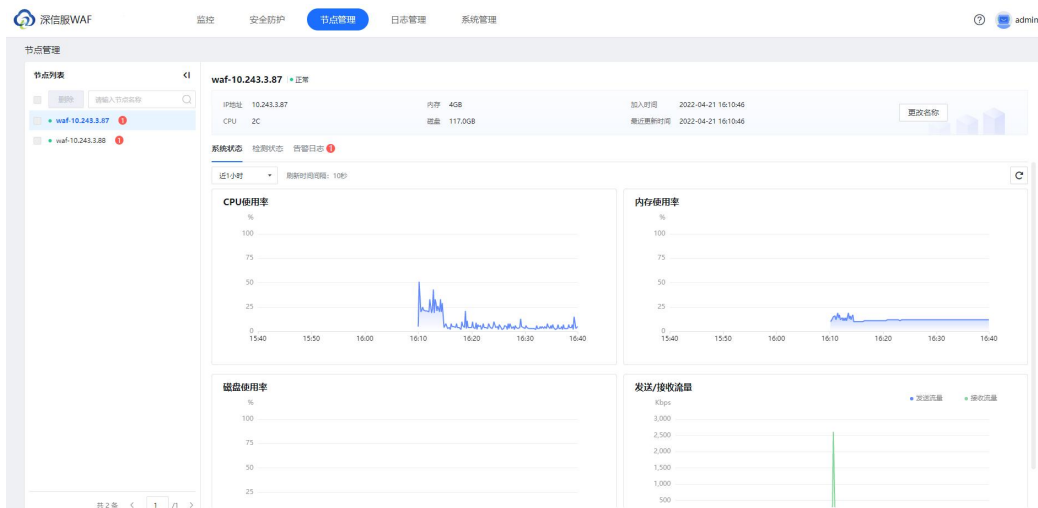 深信服WAF 监控 安全防护 节点管理 日志管理 系统管理 admin
节点管理
节点列表
删除 请输入节点名称
waf-10.243.3.87 1
waf-10.243.3.88 1
共 2 条 1 /1
waf-10.243.3.87 正常
IP地址 10.243.3.87 内存 4GB 加入时间 2022-04-21 16:10:46
CPU 2C 磁盘 117.0GB 最近更新时间 2022-04-21 16:10:46
更改名称
系统状态 检测状态 告警日志 1
近1小时 刷新时间间隔：10秒
CPU使用率
%
100
75
50
25
0
15:40 15:50 16:00 16:10 16:20 16:30 16:40
内存使用率
%
100
75
50
25
0
15:40 15:50 16:00 16:10 16:20 16:30 16:40
磁盘使用率
%
100
75
50
25
发送/接收流量
Kbps
发送流量 接收流量
3,000
2,500
2,000
1,500
1,000
500